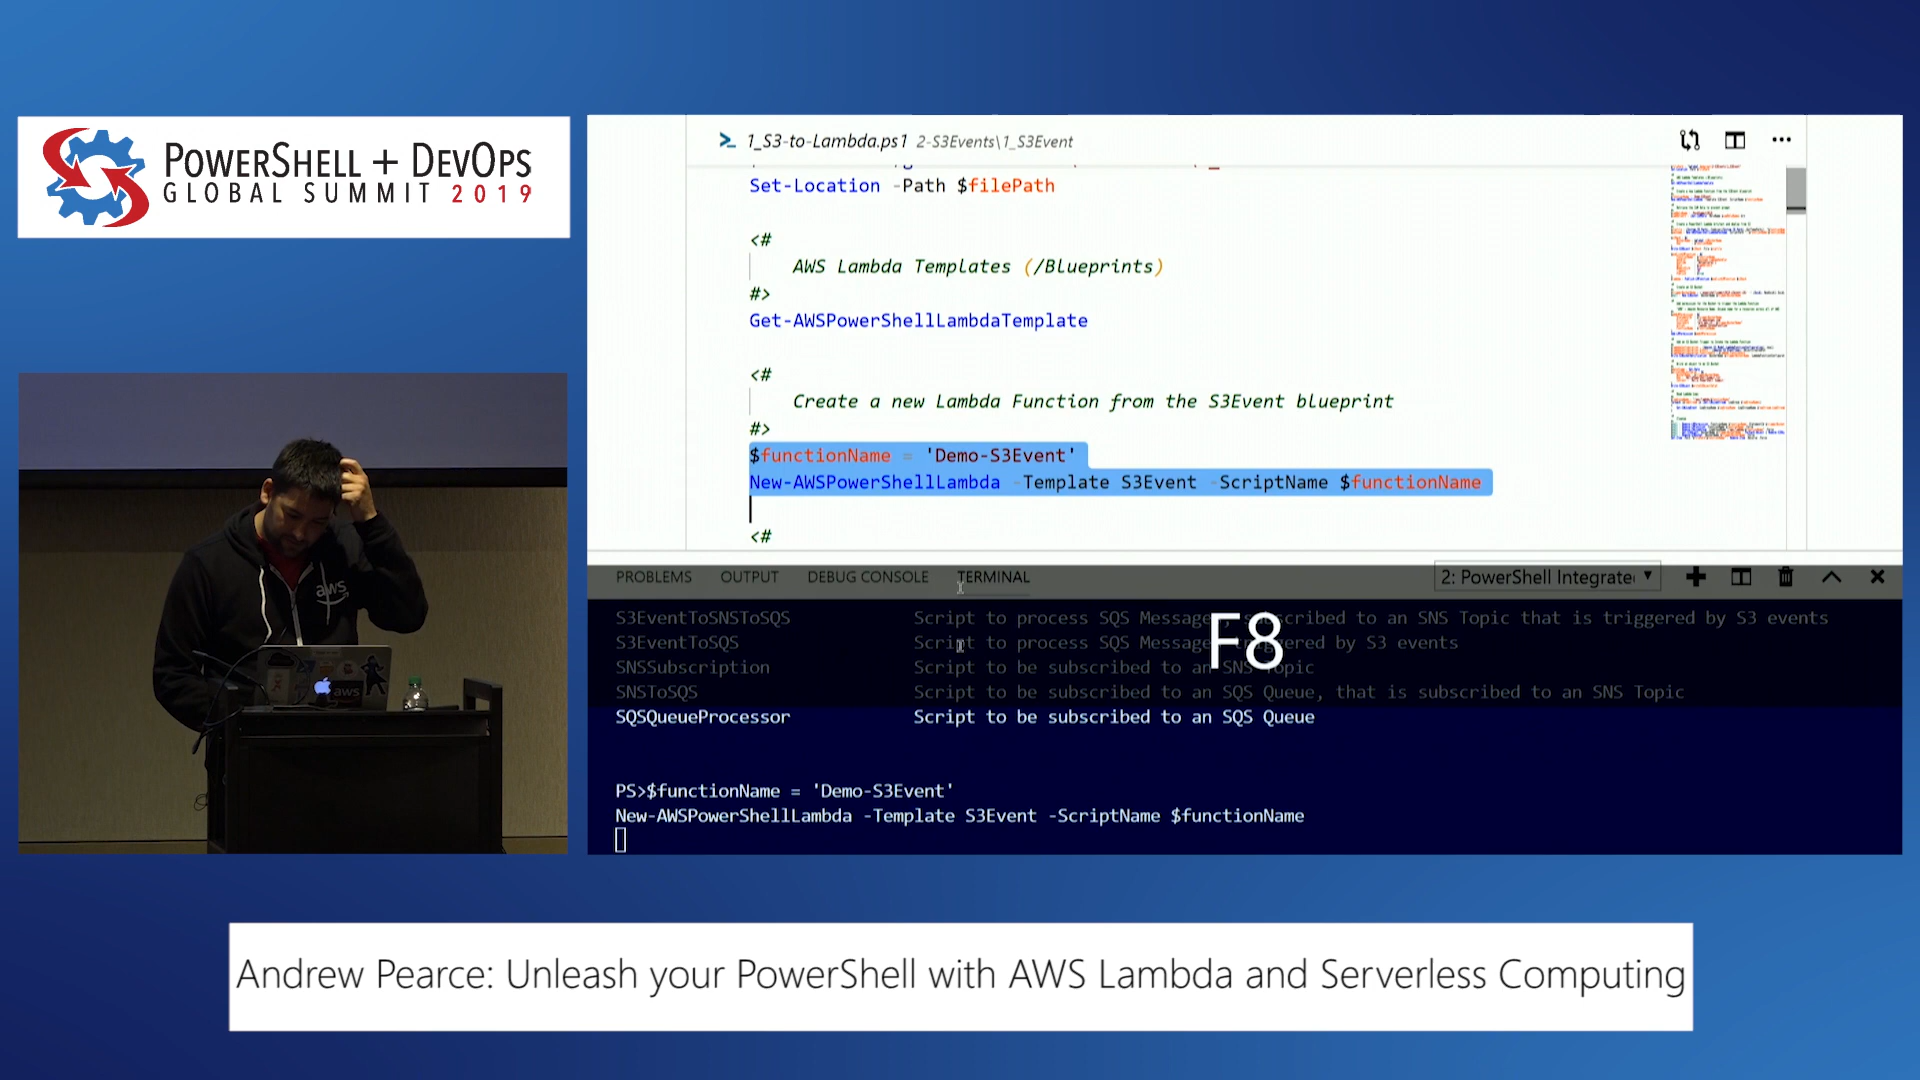 POWERSHELL + DEVOPS
GLOBAL SUMMIT 2019
1_S3-to-Lambda.ps1 2-S3Events\1_S3Event
Set-Location -Path $filePath
<#
AWS Lambda Templates (/Blueprints)
#>
Get-AWSPowerShellLambdaTemplate
<#
Create a new Lambda Function from the S3Event blueprint
#>
$functionName = 'Demo-S3Event'
New-AWSPowerShellLambda -Template S3Event -ScriptName $functionName
<#
PROBLEMS OUTPUT DEBUG CONSOLE TERMINAL 2: PowerShell Integrate
S3EventToSNSToSQS Script to process SQS Message, subscribed to an SNS Topic that is triggered by S3 events
S3EventToSQS Script to process SQS Message triggered by S3 events
SNSSubscription Script to be subscribed to an SNS Topic
SNSToSQS Script to be subscribed to an SQS Queue, that is subscribed to an SNS Topic
SQSQueueProcessor Script to be subscribed to an SQS Queue
F8
PS>$functionName = 'Demo-S3Event'
New-AWSPowerShellLambda -Template S3Event -ScriptName $functionName
aws
aws
Andrew Pearce: Unleash your PowerShell with AWS Lambda and Serverless Computing